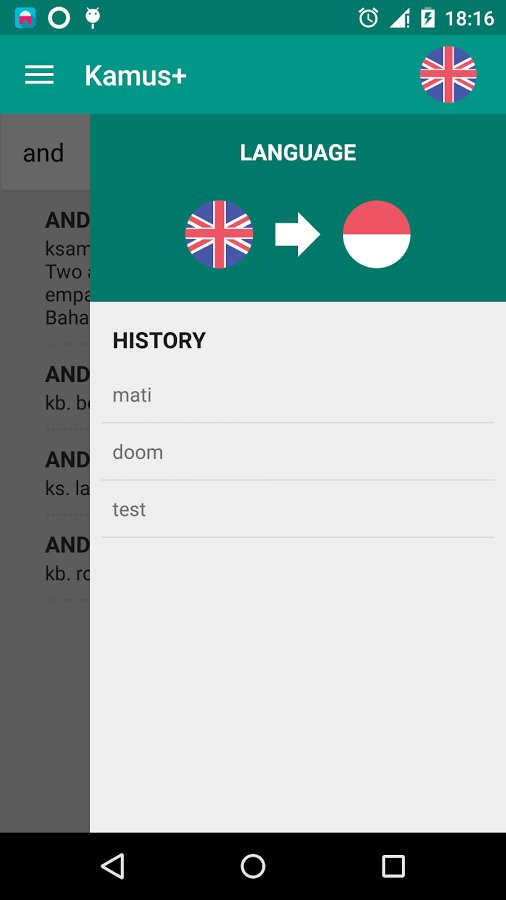 18:16
Kamus+
and
LANGUAGE
AND
ksam
Two a
empa
Baha
HISTORY
AND
mati
kb. be
doom
AND
ks. la
test
AND
kb. ro